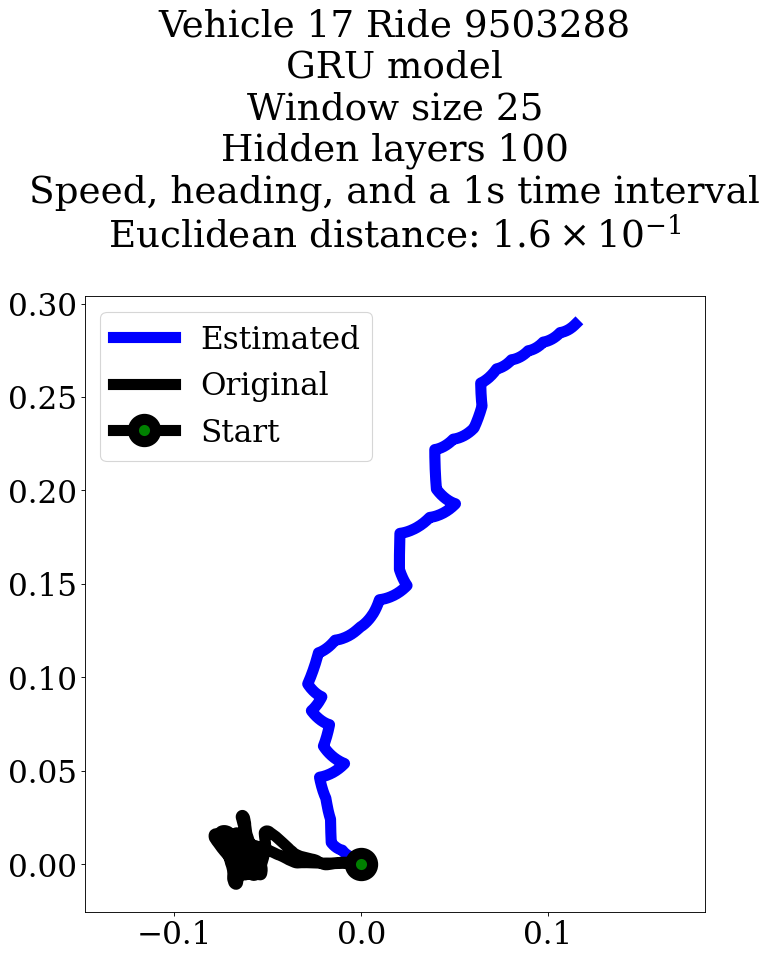 Vehicle 17 Ride 9503288
GRU model
Window size 25
Hidden layers 100
Speed, heading, and a 1s time interval
Euclidean distance: 1.6 × 10⁻¹
0.30
0.25
0.20
0.15
0.10
0.05
0.00
Estimated
Original
Start
−0.1 0.0 0.1